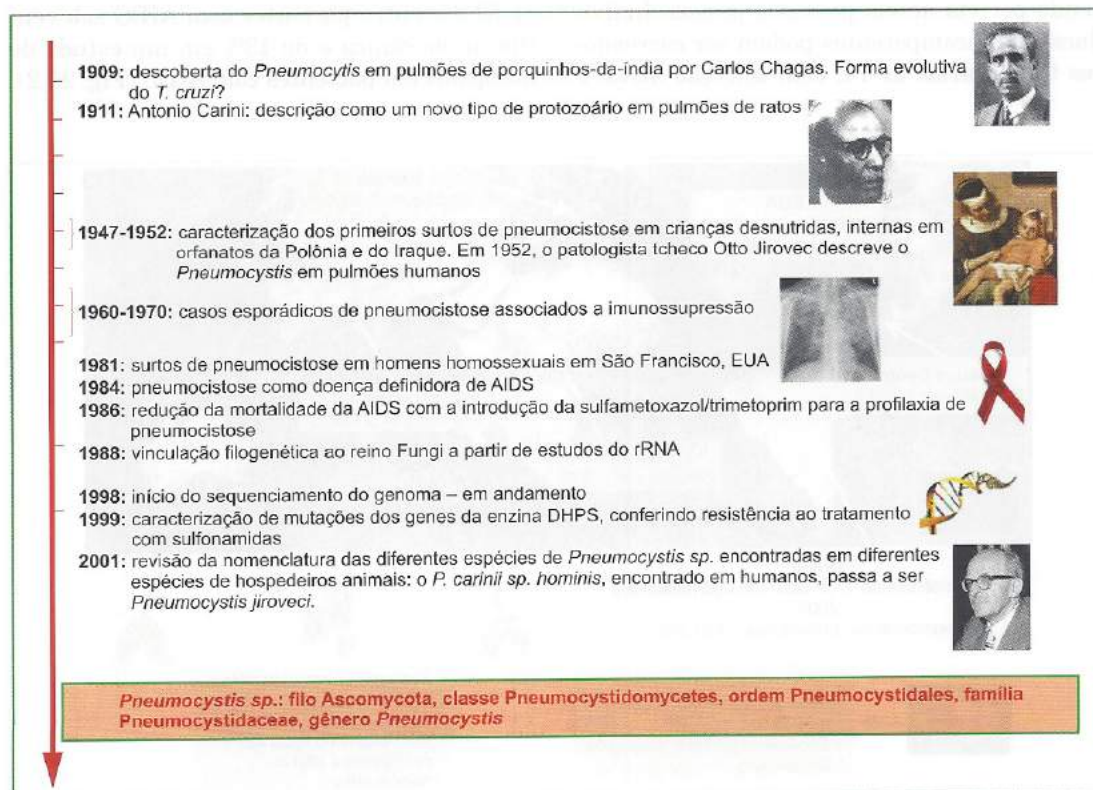 1909: descoberta do Pneumocytis em pulmões de porquinhos-da-índia por Carlos Chagas. Forma evolutiva
do T. cruzi?
1911: Antonio Carini: descrição como um novo tipo de protozoário em pulmões de ratos
1947-1952: caracterização dos primeiros surtos de pneumocistose em crianças desnutridas, internas em
orfanatos da Polônia e do Iraque. Em 1952, o patologista tcheco Otto Jirovec descreve o
Pneumocystis em pulmões humanos
1960-1970: casos esporádicos de pneumocistose associados a imunossupressão
1981: surtos de pneumocistose em homens homossexuais em São Francisco, EUA
1984: pneumocistose como doença definidora de AIDS
1986: redução da mortalidade da AIDS com a introdução da sulfametoxazol/trimetoprim para a profilaxia de
pneumocistose
1988: vinculação filogenética ao reino Fungi a partir de estudos do rRNA
1998: início do sequenciamento do genoma – em andamento
1999: caracterização de mutações dos genes da enzina DHPS, conferindo resistência ao tratamento
com sulfonamidas
2001: revisão da nomenclatura das diferentes espécies de Pneumocystis sp. encontradas em diferentes
espécies de hospedeiros animais: o P. carinii sp. hominis, encontrado em humanos, passa a ser
Pneumocystis jiroveci.
Pneumocystis sp.: filo Ascomycota, classe Pneumocystidomycetes, ordem Pneumocystidales, família
Pneumocystidaceae, gênero Pneumocystis